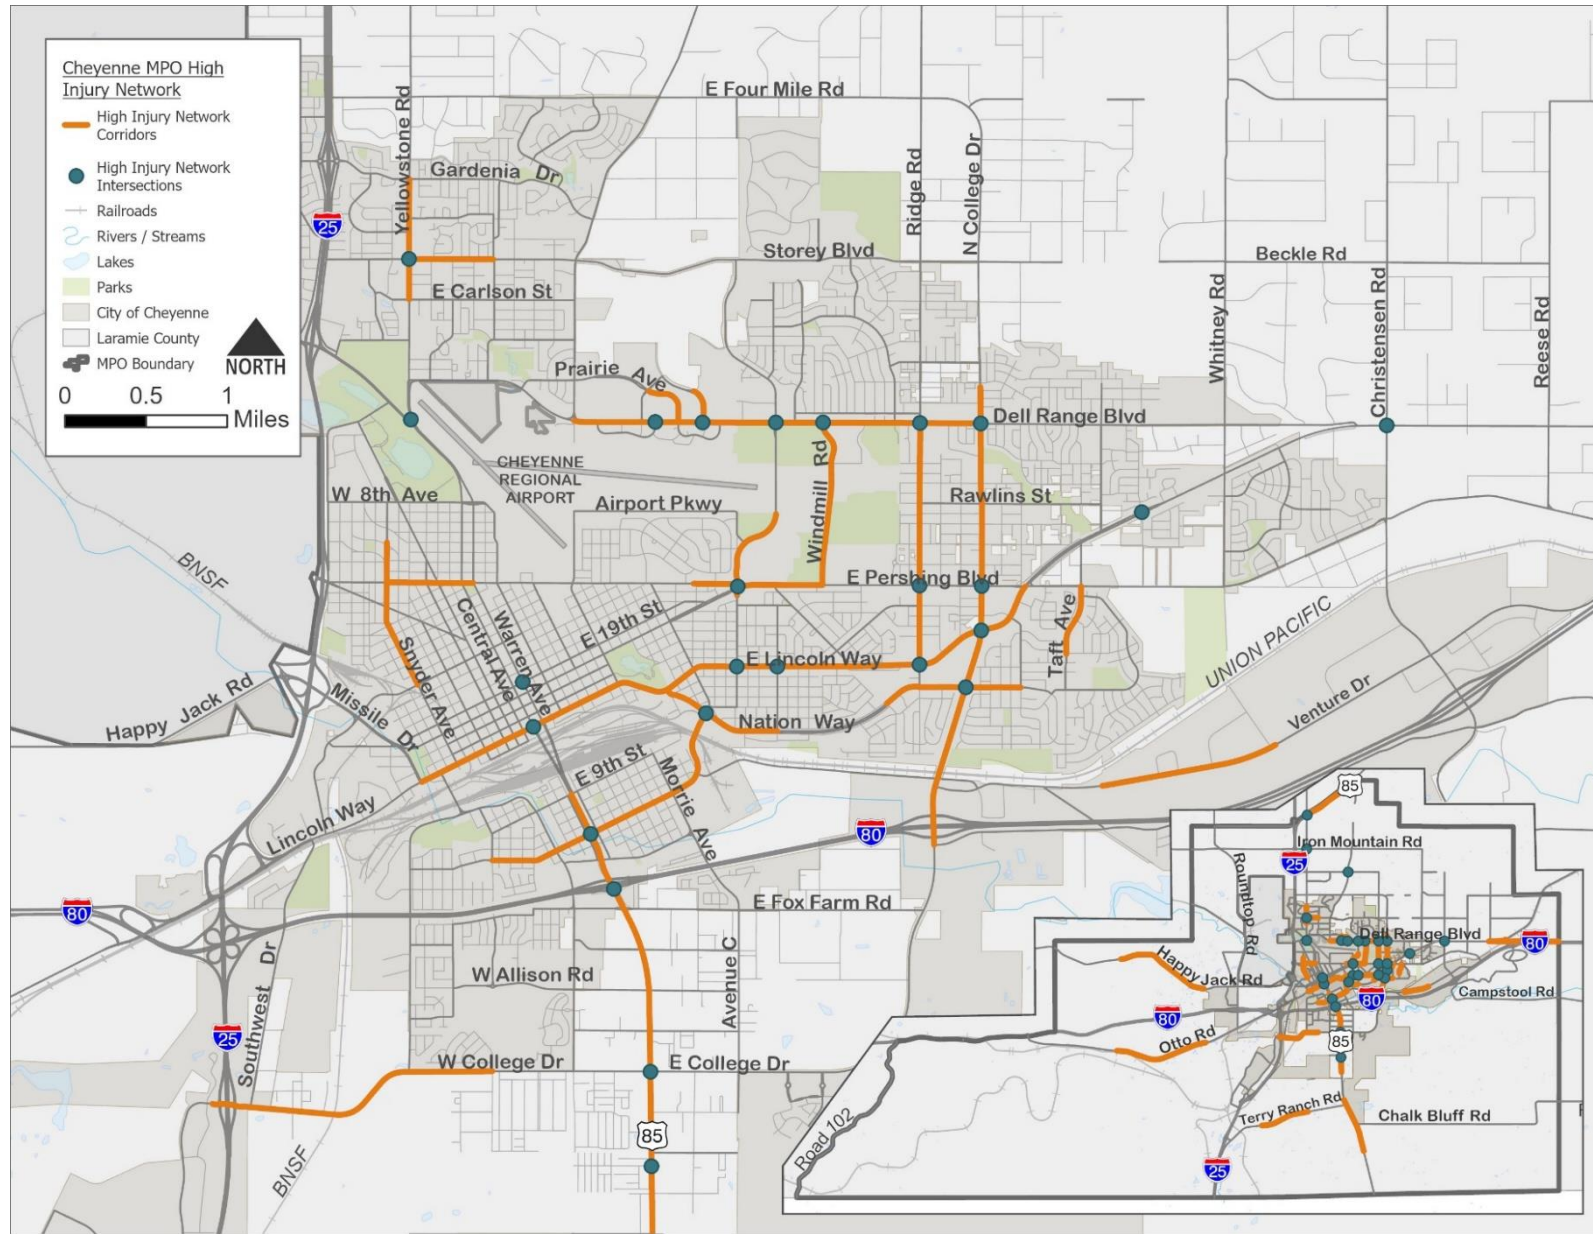 Cheyenne MPO High
Injury Network
High Injury Network
Corridors
High Injury Network
Intersections
Railroads
Rivers / Streams
Lakes
Parks
City of Cheyenne
Laramie County
MPO Boundary
NORTH
0 0.5 1
Miles
E Four Mile Rd
Yellowstone Rd
Gardenia Dr
25
Ridge Rd
N College Dr
Storey Blvd
Beckle Rd
E Carlson St
Whitney Rd
Christensen Rd
Reese Rd
Prairie Ave
Dell Range Blvd
CHEYENNE
REGIONAL
AIRPORT
W 8th Ave
Airport Pkwy
Windmill Rd
Rawlins St
BNSF
E Pershing Blvd
Central Ave
Warren Ave
E 19th St
Snyder Ave
E Lincoln Way
Taft Ave
UNION PACIFIC
Happy Jack Rd
Missile Dr
Nation Way
Venture Dr
E 9th St
Morrie Ave
Lincoln Way
80
80
E Fox Farm Rd
Southwest Dr
W Allison Rd
Avenue C
25
W College Dr
E College Dr
85
BNSF
85
Iron Mountain Rd
25
Roundtop Rd
Dell Range Blvd
80
Happy Jack Rd
80
Campstool Rd
80
Otto Rd
85
Terry Ranch Rd
Chalk Bluff Rd
Road 102
25